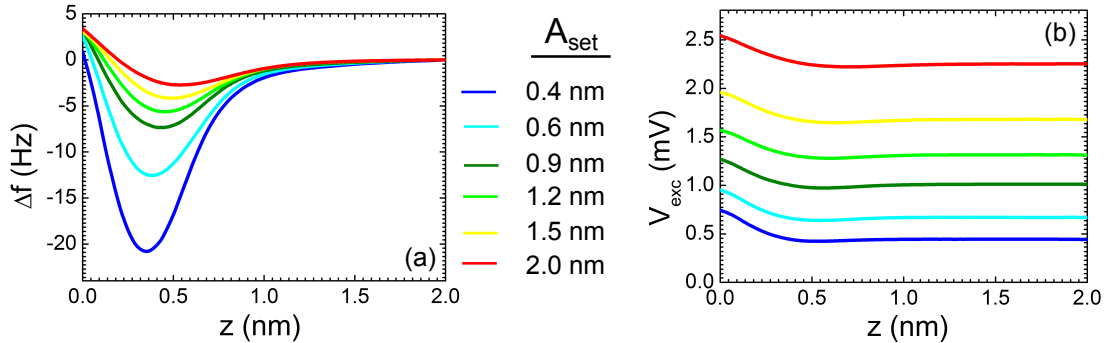 5
0
-5
-10
-15
-20
Δf (Hz)
0.0 0.5 1.0 1.5 2.0
z (nm)
(a)
A_set
0.4 nm
0.6 nm
0.9 nm
1.2 nm
1.5 nm
2.0 nm
(b)
2.5
2.0
1.5
1.0
0.5
0.0
V_exc (mV)
0.0 0.5 1.0 1.5 2.0
z (nm)